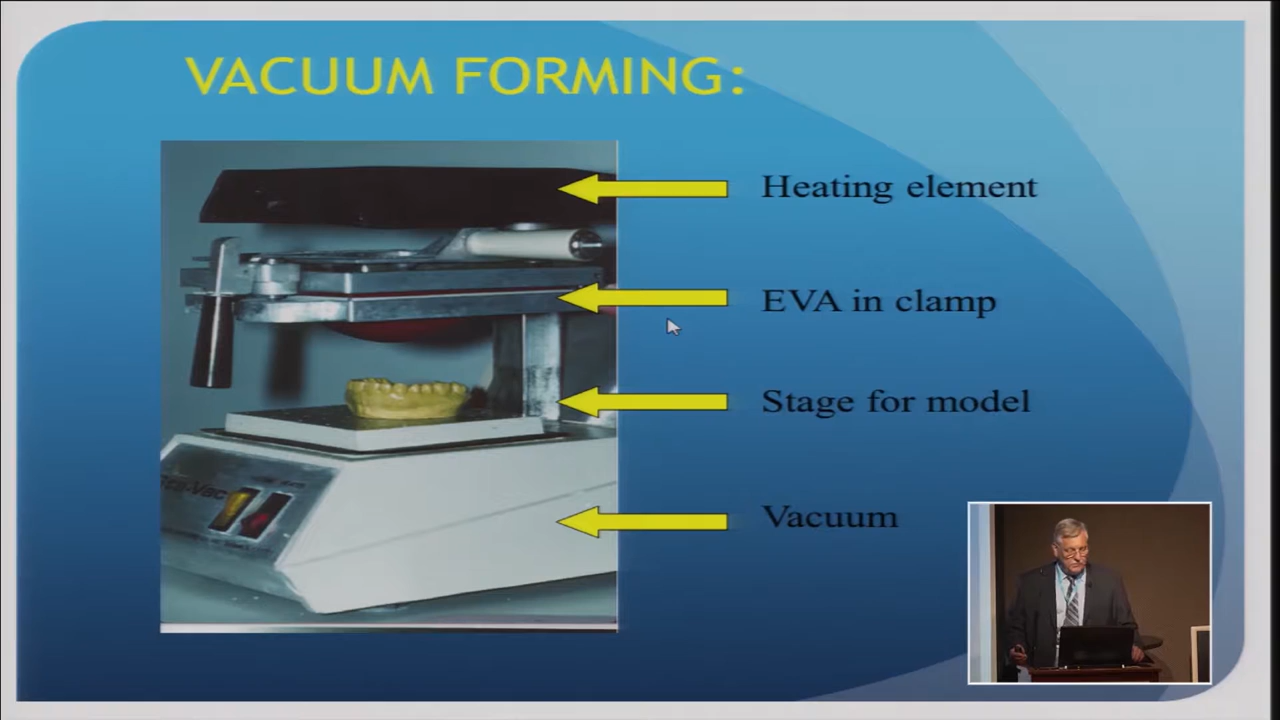 VACUUM FORMING:
Heating element
EVA in clamp
Stage for model
Vacuum